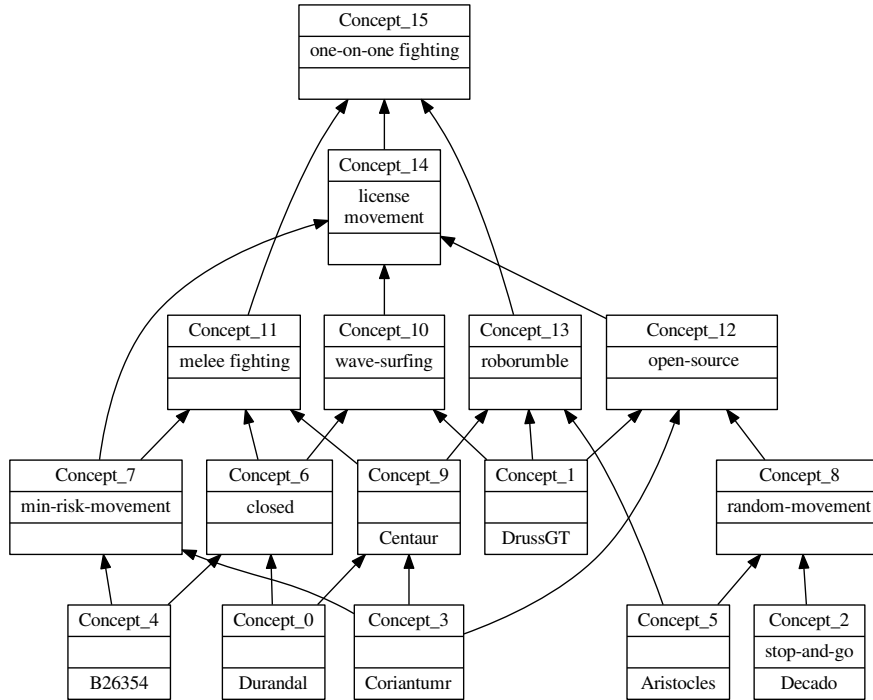 Concept_15
one-on-one fighting
Concept_14
license
movement
Concept_11
melee fighting
Concept_10
wave-surfing
Concept_13
roborumble
Concept_12
open-source
Concept_7
min-risk-movement
Concept_6
closed
Concept_9
Centaur
Concept_1
DrussGT
Concept_8
random-movement
Concept_4
B26354
Concept_0
Durandal
Concept_3
Coriantumr
Concept_5
Aristocles
Concept_2
stop-and-go
Decado